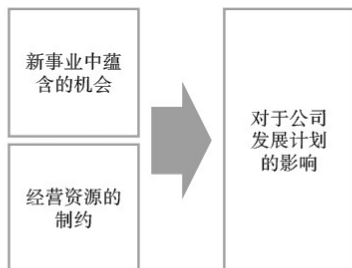 新事业中蕴
含的机会
经营资源的
制约
对于公司
发展计划
的影响